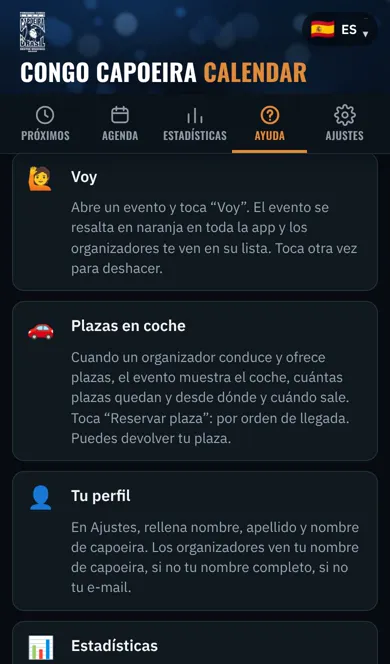 CAPOEIRA
BRASIL
ES ▾
CONGO CAPOEIRA CALENDAR
PRÓXIMOS
AGENDA
ESTADÍSTICAS
AYUDA
AJUSTES
Voy
Abre un evento y toca “Voy”. El evento se
resalta en naranja en toda la app y los
organizadores te ven en su lista. Toca otra vez
para deshacer.
Plazas en coche
Cuando un organizador conduce y ofrece
plazas, el evento muestra el coche, cuántas
plazas quedan y desde dónde y cuándo sale.
Toca “Reservar plaza”: por orden de llegada.
Puedes devolver tu plaza.
Tu perfil
En Ajustes, rellena nombre, apellido y nombre
de capoeira. Los organizadores ven tu nombre
de capoeira, si no tu nombre completo, si no
tu e-mail.
Estadísticas